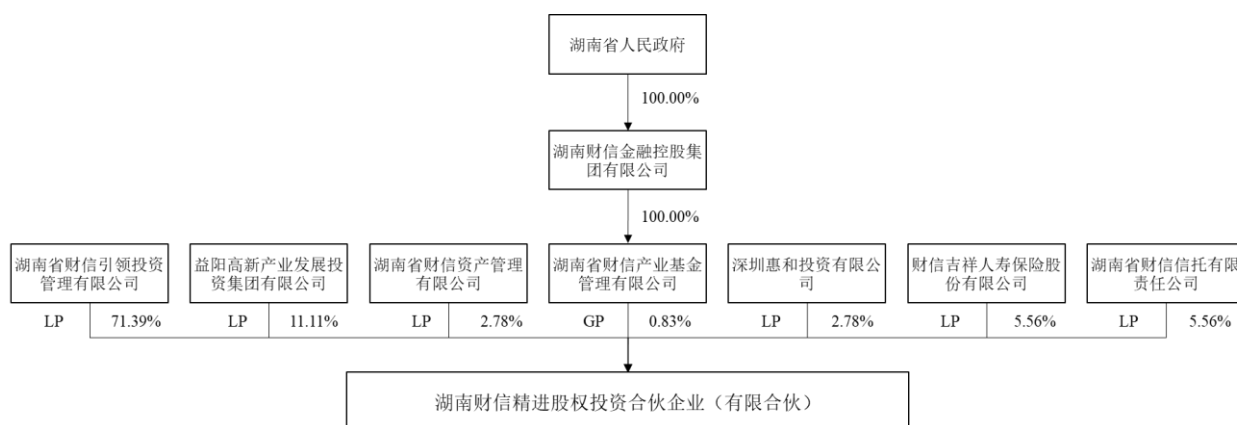 湖南省人民政府
100.00%
湖南财信金融控股集
团有限公司
100.00%
湖南省财信引领投资
管理有限公司
益阳高新产业发展投
资集团有限公司
湖南省财信资产管理
有限公司
湖南省财信产业基金
管理有限公司
深圳惠和投资有限公
司
财信吉祥人寿保险股
份有限公司
湖南省财信信托有限
责任公司
LP 71.39%
LP 11.11%
LP 2.78%
GP 0.83%
LP 2.78%
LP 5.56%
LP 5.56%
湖南财信精进股权投资合伙企业（有限合伙）